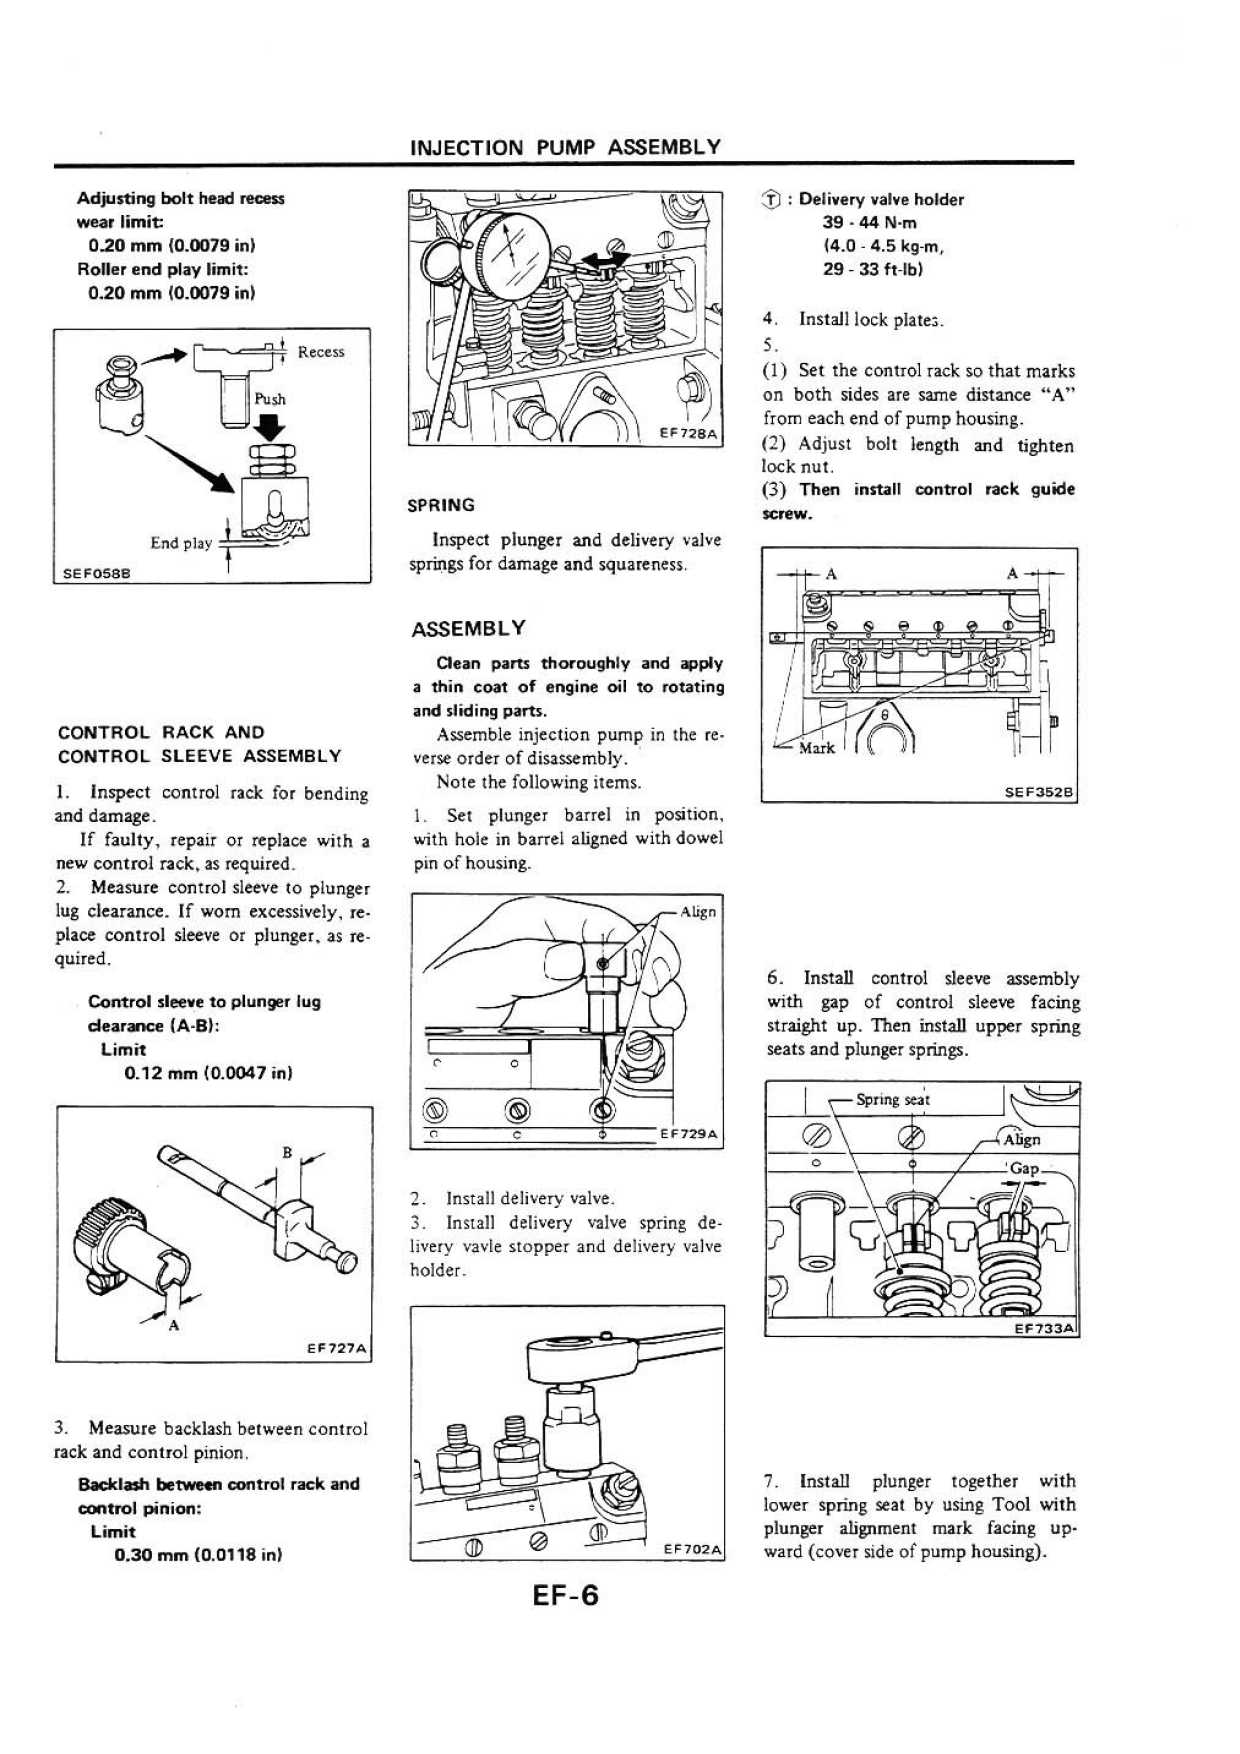 INJECTION PUMP ASSEMBLY
Adjusting bolt head recess
wear limit:
0.20 mm (0.0079 in)
Roller end play limit:
0.20 mm (0.0079 in)
Recess
Push
End play
SEF058B
CONTROL RACK AND
CONTROL SLEEVE ASSEMBLY
1. Inspect control rack for bending
and damage.
If faulty, repair or replace with a
new control rack, as required.
2. Measure control sleeve to plunger
lug clearance. If worn excessively, re-
place control sleeve or plunger, as re-
quired.
Control sleeve to plunger lug
clearance (A-B):
Limit
0.12 mm (0.0047 in)
B
A
EF727A
3. Measure backlash between control
rack and control pinion.
Backlash between control rack and
control pinion:
Limit
0.30 mm (0.0118 in)
EF728A
SPRING
Inspect plunger and delivery valve
springs for damage and squareness.
ASSEMBLY
Clean parts thoroughly and apply
a thin coat of engine oil to rotating
and sliding parts.
Assemble injection pump in the re-
verse order of disassembly.
Note the following items.
1. Set plunger barrel in position,
with hole in barrel aligned with dowel
pin of housing.
Align
EF729A
2. Install delivery valve.
3. Install delivery valve spring de-
livery vavle stopper and delivery valve
holder.
EF702A
Ⓣ : Delivery valve holder
39 - 44 N·m
(4.0 - 4.5 kg-m,
29 - 33 ft-lb)
4. Install lock plates.
5.
(1) Set the control rack so that marks
on both sides are same distance “A”
from each end of pump housing.
(2) Adjust bolt length and tighten
lock nut.
(3) Then install control rack guide
screw.
A A
Mark
SEF352B
6. Install control sleeve assembly
with gap of control sleeve facing
straight up. Then install upper spring
seats and plunger springs.
Spring seat
Align
Gap
EF733A
7. Install plunger together with
lower spring seat by using Tool with
plunger alignment mark facing up-
ward (cover side of pump housing).
EF-6